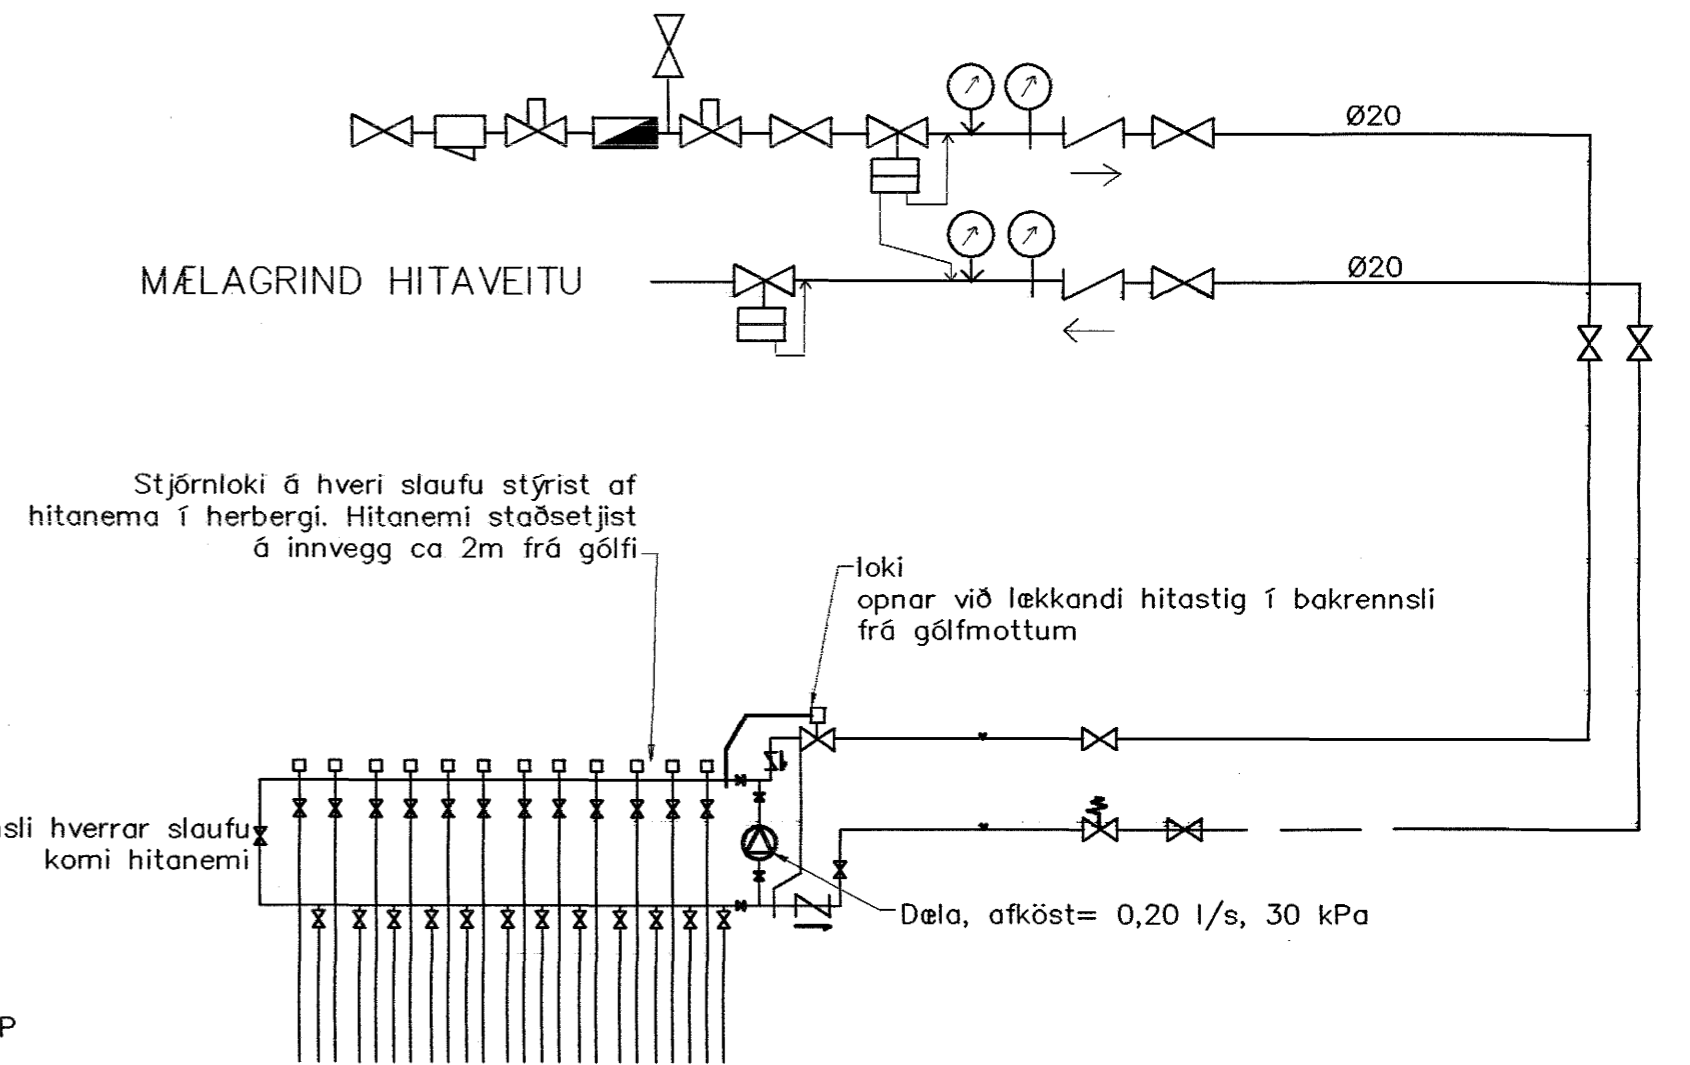 Ø20
MÆLAGRIND HITAVEITU
Ø20
Stjórnloki á hveri slaufu stýrist af
hitanema í herbergi. Hitanemi staðsetjist
á innvegg ca 2m frá gólfi
loki
opnar við lækkandi hitastig í bakrennsli
frá gólfmottum
hverrar slaufu
komi hitanemi
Dæla, afköst= 0,20 l/s, 30 kPa
P